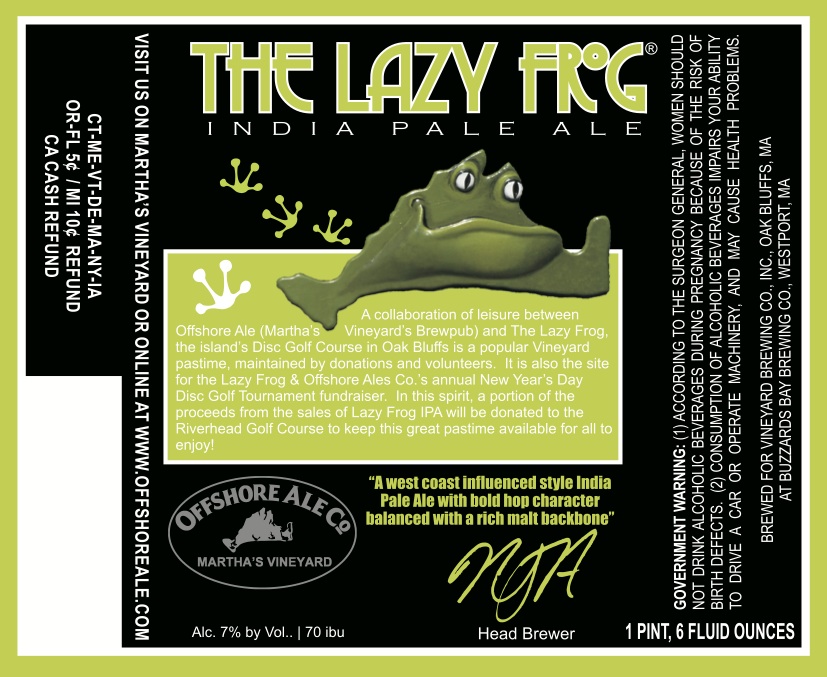 CT-ME-VT-DE-MA-NY-IA
OR-FL 5¢ / MI 10¢ REFUND
CA CASH REFUND
VISIT US ON MARTHA'S VINEYARD OR ONLINE AT WWW.OFFSHOREALE.COM
THE LAZY FROG®
INDIA PALE ALE
A collaboration of leisure between
Offshore Ale (Martha's Vineyard's Brewpub) and The Lazy Frog,
the island's Disc Golf Course in Oak Bluffs is a popular Vineyard
pastime, maintained by donations and volunteers. It is also the site
for the Lazy Frog & Offshore Ales Co.'s annual New Year's Day
Disc Golf Tournament fundraiser. In this spirit, a portion of the
proceeds from the sales of Lazy Frog IPA will be donated to the
Riverhead Golf Course to keep this great pastime available for all to
enjoy!
OFFSHORE ALE CO
MARTHA'S VINEYARD
"A west coast influenced style India
Pale Ale with bold hop character
balanced with a rich malt backbone"
Alc. 7% by Vol.. | 70 ibu
Head Brewer
GOVERNMENT WARNING: (1) ACCORDING TO THE SURGEON GENERAL, WOMEN SHOULD
NOT DRINK ALCOHOLIC BEVERAGES DURING PREGNANCY BECAUSE OF THE RISK OF
BIRTH DEFECTS. (2) CONSUMPTION OF ALCOHOLIC BEVERAGES IMPAIRS YOUR ABILITY
TO DRIVE A CAR OR OPERATE MACHINERY, AND MAY CAUSE HEALTH PROBLEMS.
BREWED FOR VINEYARD BREWING CO., INC., OAK BLUFFS, MA
AT BUZZARDS BAY BREWING CO., WESTPORT, MA
1 PINT, 6 FLUID OUNCES